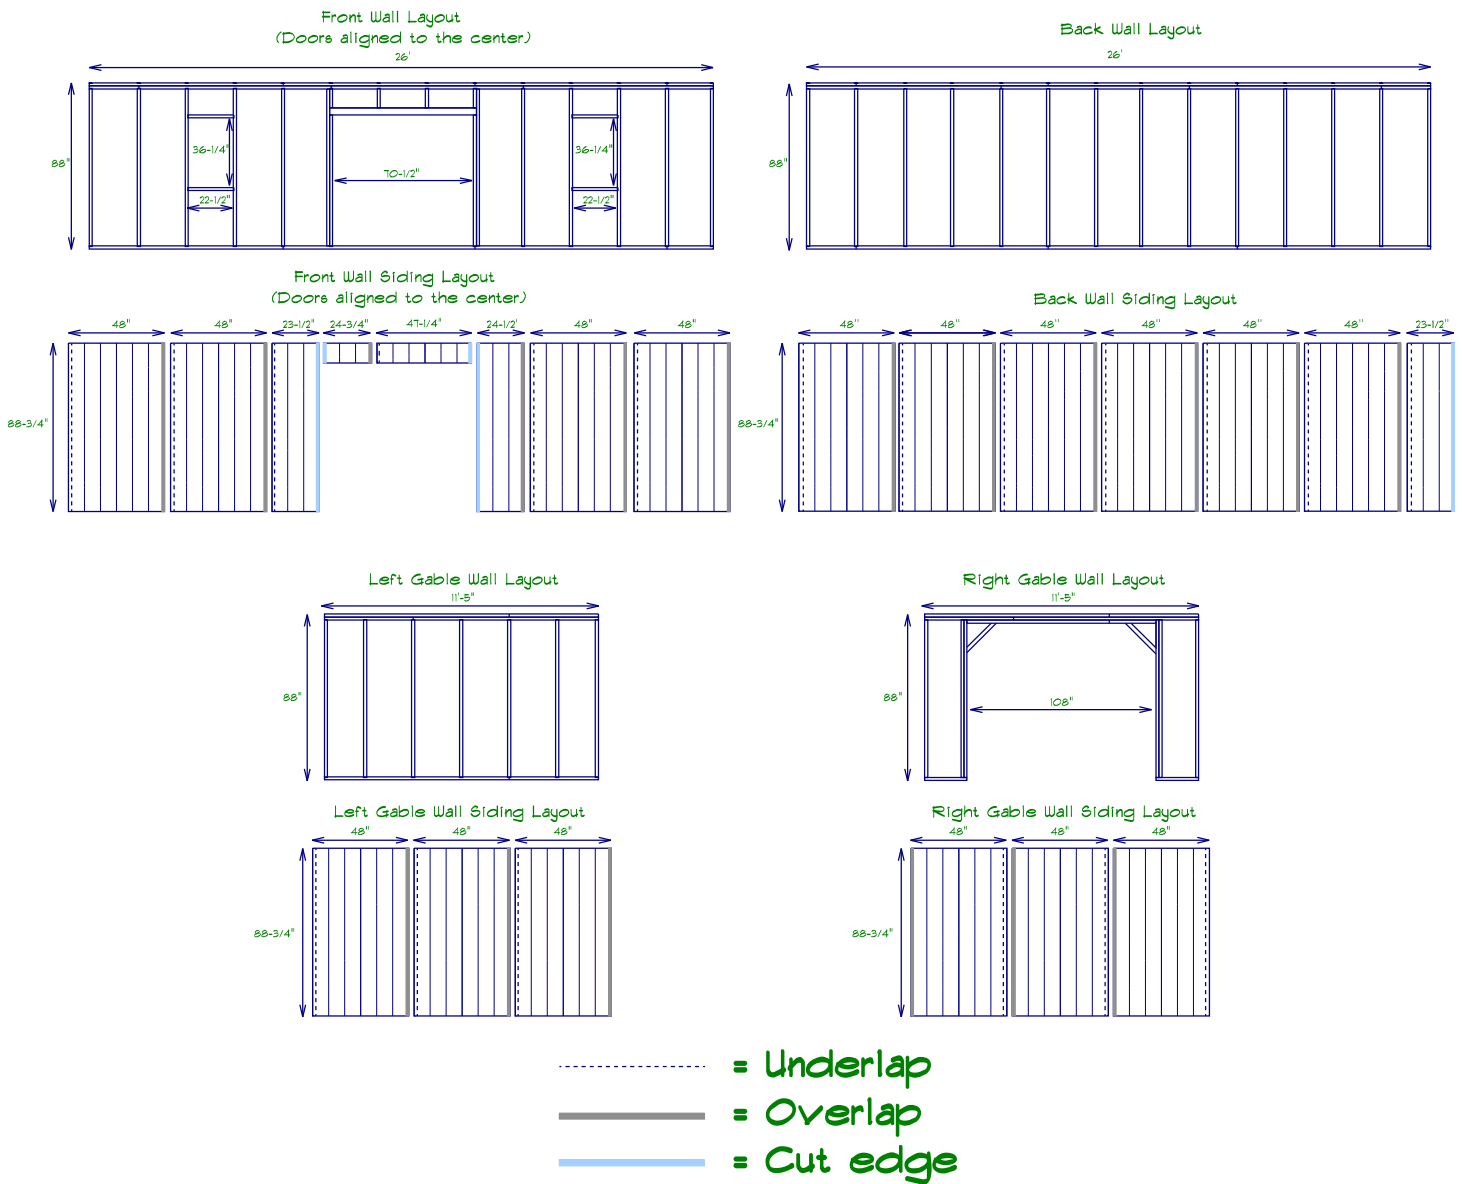 Front Wall Layout
(Doors aligned to the center)
26'
88"
36-1/4"
22-1/2"
70-1/2"
36-1/4"
22-1/2"
Back Wall Layout
26'
88"
Front Wall Siding Layout
(Doors aligned to the center)
48" 48" 23-1/2" 24-3/4" 47-1/4" 24-1/2' 48" 48"
88-3/4"
Back Wall Siding Layout
48" 48" 48" 48" 48" 48" 23-1/2"
88-3/4"
Left Gable Wall Layout
11'-5"
88"
Right Gable Wall Layout
11'-5"
88"
108"
Left Gable Wall Siding Layout
48" 48" 48"
88-3/4"
Right Gable Wall Siding Layout
48" 48" 48"
88-3/4"
= Underlap
= Overlap
= Cut edge